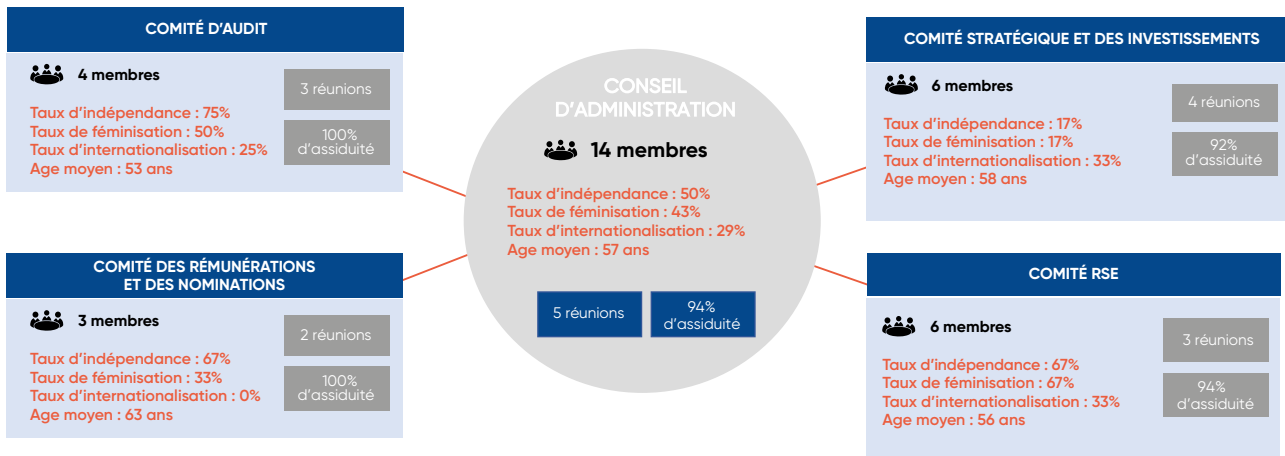 COMITÉ D'AUDIT
4 membres
Taux d'indépendance : 75%
Taux de féminisation : 50%
Taux d'internationalisation : 25%
Age moyen : 53 ans
3 réunions
100%
d'assiduité
COMITÉ DES RÉMUNÉRATIONS
ET DES NOMINATIONS
3 membres
Taux d'indépendance : 67%
Taux de féminisation : 33%
Taux d'internationalisation : 0%
Age moyen : 63 ans
2 réunions
100%
d'assiduité
CONSEIL
D'ADMINISTRATION
14 membres
Taux d'indépendance : 50%
Taux de féminisation : 43%
Taux d'internationalisation : 29%
Age moyen : 57 ans
5 réunions
94%
d'assiduité
COMITÉ STRATÉGIQUE ET DES INVESTISSEMENTS
6 membres
Taux d'indépendance : 17%
Taux de féminisation : 17%
Taux d'internationalisation : 33%
Age moyen : 58 ans
4 réunions
92%
d'assiduité
COMITÉ RSE
6 membres
Taux d'indépendance : 67%
Taux de féminisation : 67%
Taux d'internationalisation : 33%
Age moyen : 56 ans
3 réunions
94%
d'assiduité